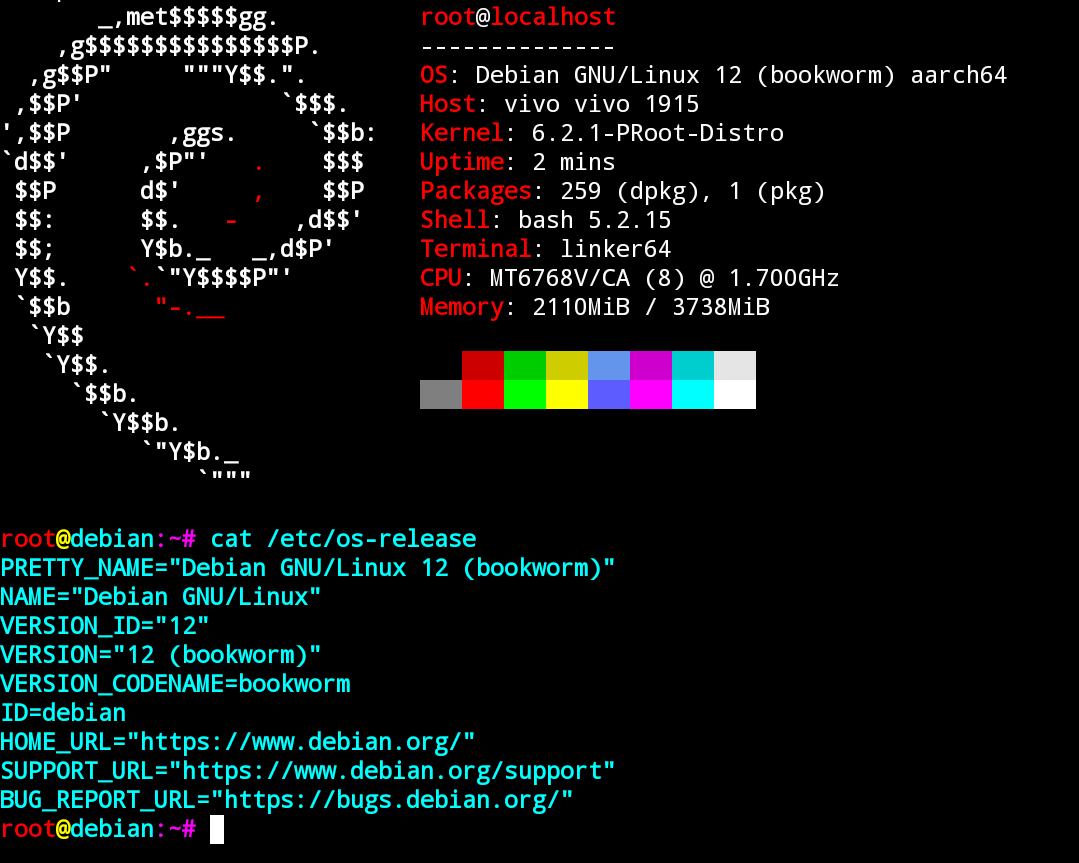 root@localhost
--------------
OS: Debian GNU/Linux 12 (bookworm) aarch64
Host: vivo vivo 1915
Kernel: 6.2.1-PRoot-Distro
Uptime: 2 mins
Packages: 259 (dpkg), 1 (pkg)
Shell: bash 5.2.15
Terminal: linker64
CPU: MT6768V/CA (8) @ 1.700GHz
Memory: 2110MiB / 3738MiB
root@debian:~# cat /etc/os-release
PRETTY_NAME="Debian GNU/Linux 12 (bookworm)"
NAME="Debian GNU/Linux"
VERSION_ID="12"
VERSION="12 (bookworm)"
VERSION_CODENAME=bookworm
ID=debian
HOME_URL="https://www.debian.org/"
SUPPORT_URL="https://www.debian.org/support"
BUG_REPORT_URL="https://bugs.debian.org/"
root@debian:~#